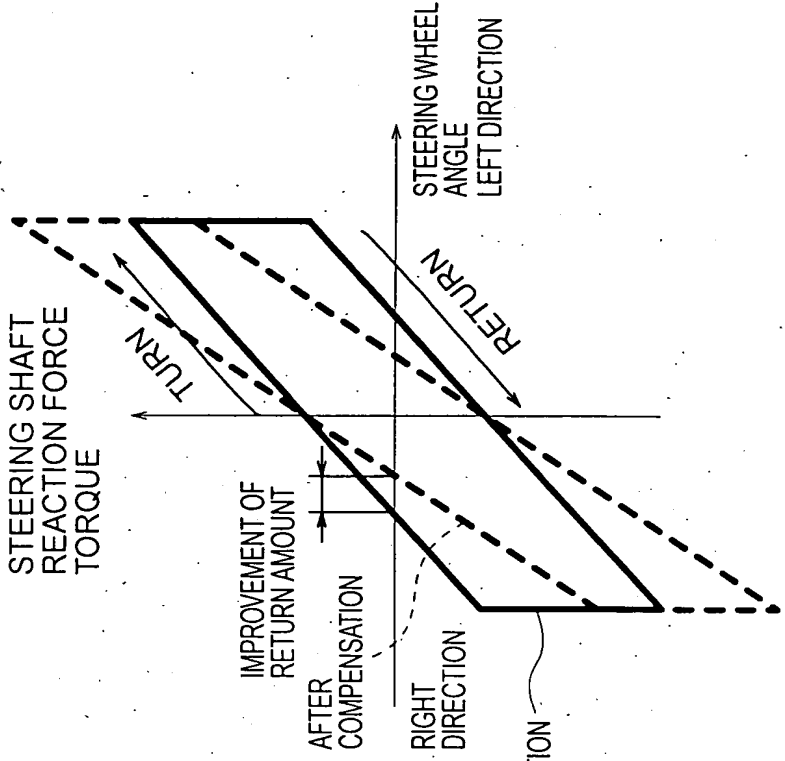 STEERING SHAFT
REACTION FORCE
TORQUE
TURN
STEERING WHEEL
ANGLE
LEFT DIRECTION
RETURN
IMPROVEMENT OF
RETURN AMOUNT
AFTER
COMPENSATION
RIGHT
DIRECTION